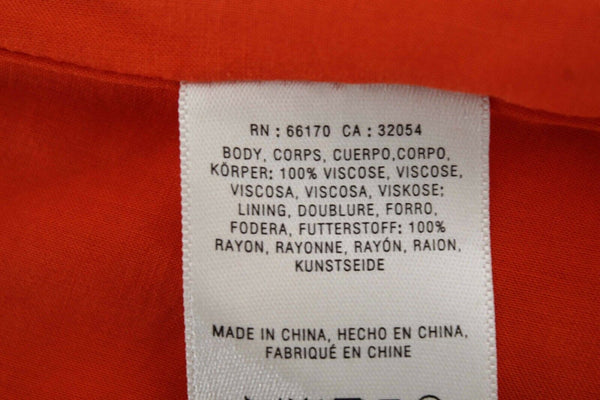 RN : 66170 CA : 32054
BODY, CORPS, CUERPO,CORPO,
KÖRPER: 100% VISCOSE, VISCOSE,
VISCOSA, VISCOSA, VISKOSE;
LINING, DOUBLURE, FORRO,
FODERA, FUTTERSTOFF: 100%
RAYON, RAYONNE, RAYÓN, RAION,
KUNSTSEIDE
MADE IN CHINA, HECHO EN CHINA,
FABRIQUÉ EN CHINE